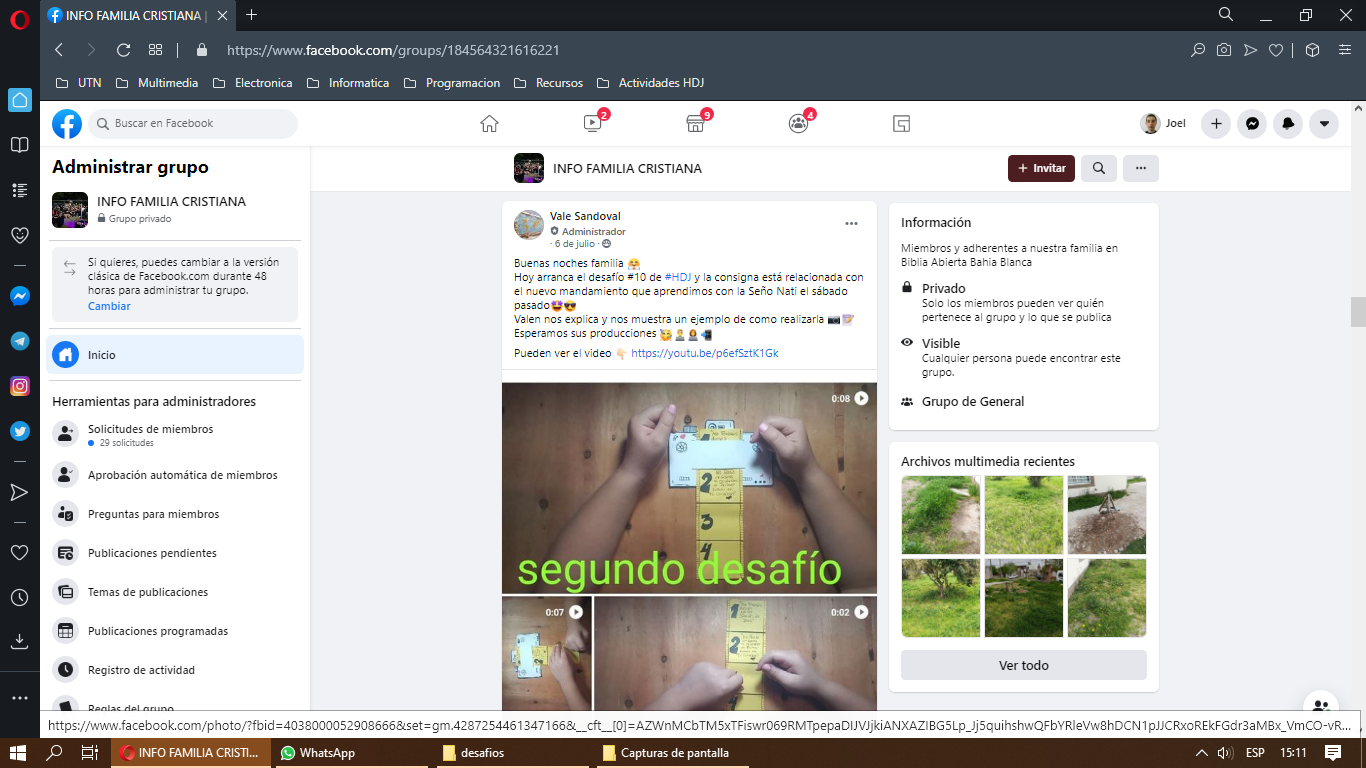 INFO FAMILIA CRISTIANA |
https://www.facebook.com/groups/184564321616221
UTN
Multimedia
Electronica
Informatica
Programacion
Recursos
Actividades HDJ
Buscar en Facebook
2
9
4
Joel
Administrar grupo
INFO FAMILIA CRISTIANA
Grupo privado
Si quieres, puedes cambiar a la versión
clásica de Facebook.com durante 48
horas para administrar tu grupo.
Cambiar
Inicio
Herramientas para administradores
Solicitudes de miembros
29 solicitudes
Aprobación automática de miembros
Preguntas para miembros
Publicaciones pendientes
Temas de publicaciones
Publicaciones programadas
Registro de actividad
Reglas del grupo
INFO FAMILIA CRISTIANA
+ Invitar
Vale Sandoval
Administrador
· 6 de julio ·
Buenas noches familia 🤗
Hoy arranca el desafío #10 de #HDJ y la consigna está relacionada con
el nuevo mandamiento que aprendimos con la Seño Nati el sábado
pasado🤩😎
Valen nos explica y nos muestra un ejemplo de como realizarla 📷📝
Esperamos sus producciones
Pueden ver el video 👇🏻 https://youtu.be/p6efSztK1Gk
0:08
2
3
4
segundo desafío
0:07
0:02
1
2
Información
Miembros y adherentes a nuestra familia en
Biblia Abierta Bahia Blanca
Privado
Solo los miembros pueden ver quién
pertenece al grupo y lo que se publica
Visible
Cualquier persona puede encontrar este
grupo.
Grupo de General
Archivos multimedia recientes
Ver todo
https://www.facebook.com/photo/?fbid=4038000052908666&set=gm.4287254461347166&__cft__[0]=AZWnMCbTM5xTFiswr069RMTpepaDIJVJjkiANXAZIBG5Lp_Jj5quihshwQFbYRleVw8hDCN1pJJCRxoREkFGdr3aMBx_VmCO-vR...
INFO FAMILIA CRISTI...
WhatsApp
desafios
Capturas de pantalla
ESP
15:11